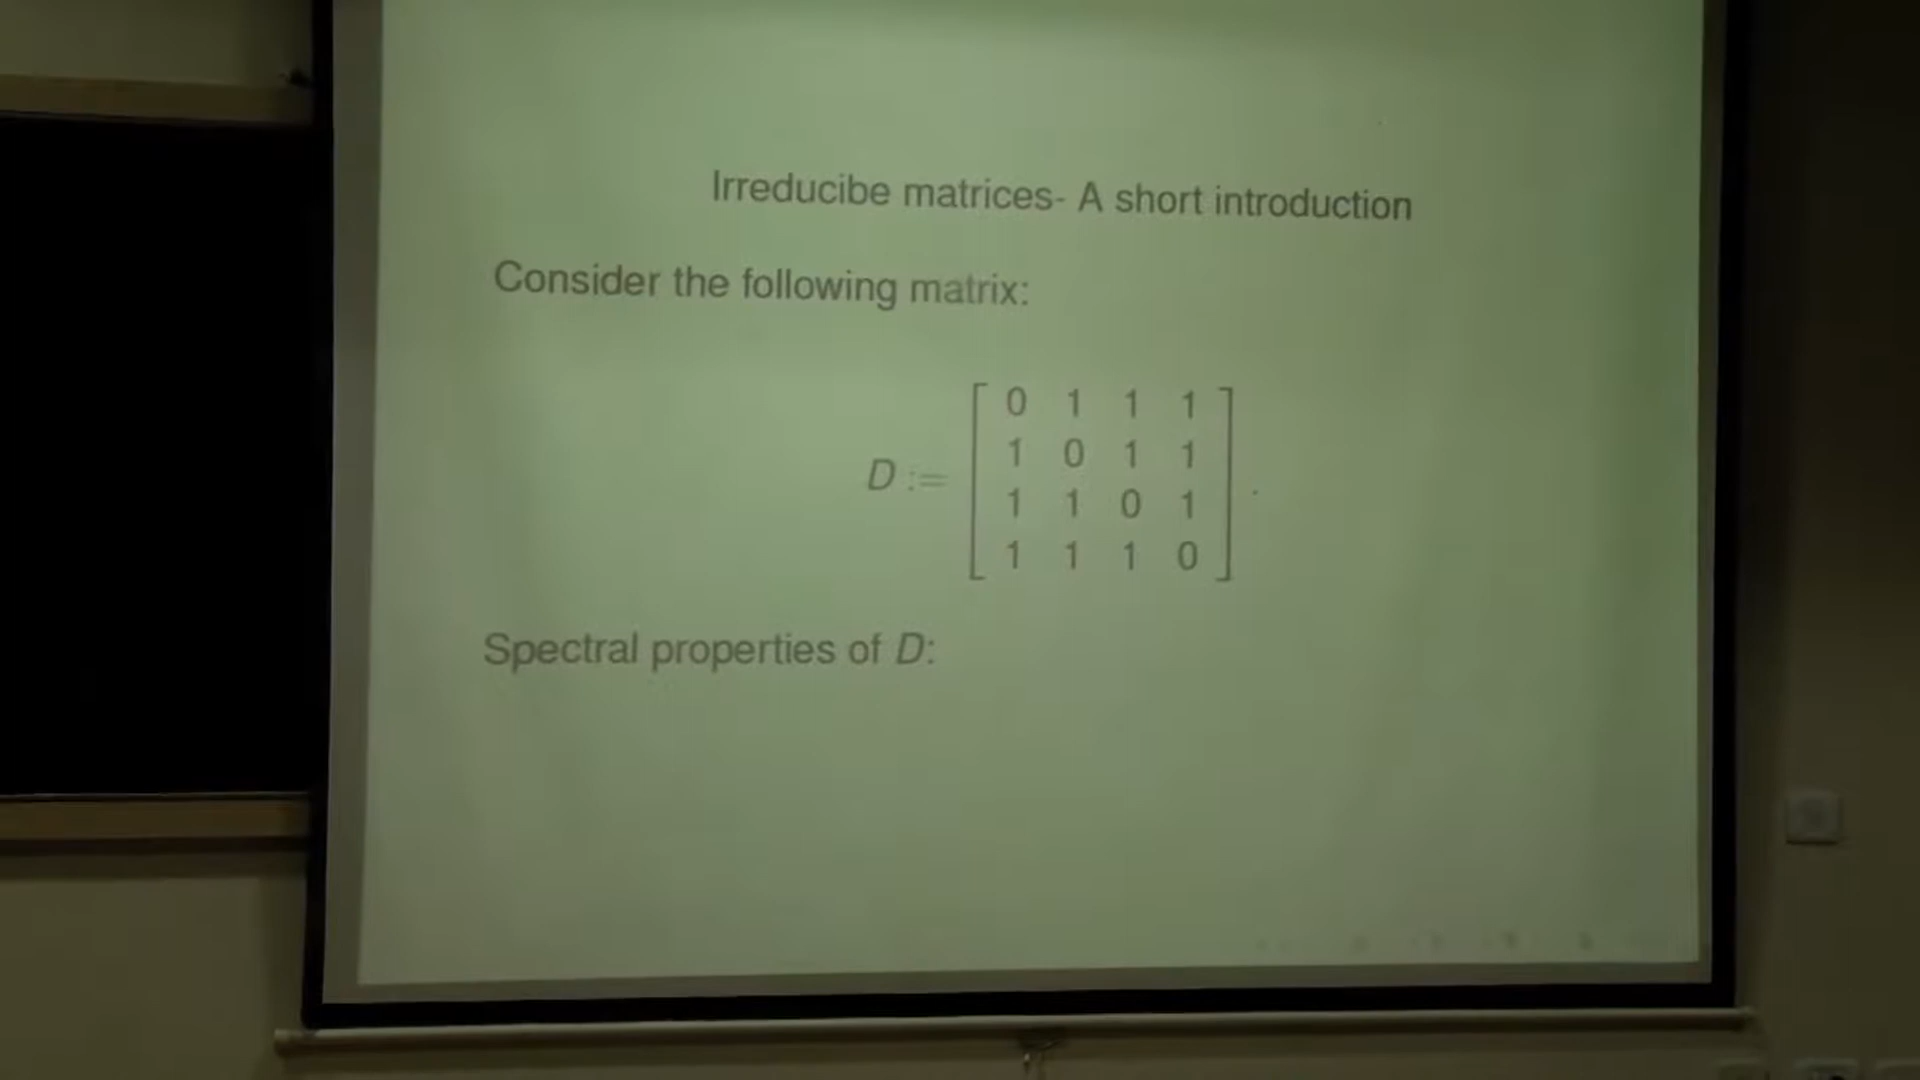 Irreducibe matrices- A short introduction
Consider the following matrix:
D := [ 0 1 1 1
1 0 1 1
1 1 0 1
1 1 1 0 ] .
Spectral properties of D: